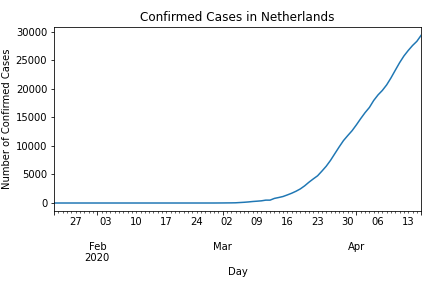 Confirmed Cases in Netherlands
30000
25000
20000
15000
10000
5000
0
Number of Confirmed Cases
27 03 10 17 24 02 09 16 23 30 06 13
Feb Mar Apr
2020
Day